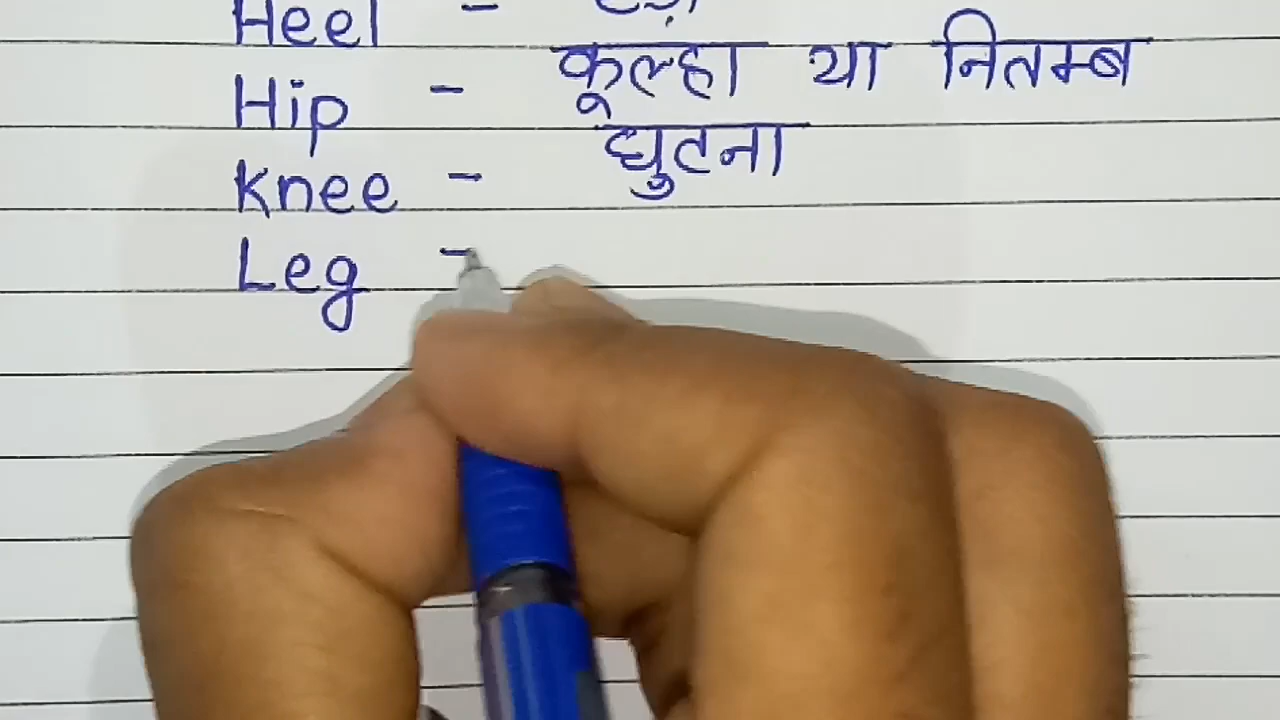 Heel -
Hip - कूल्हा या नितम्ब
Knee - घुटना
Leg -